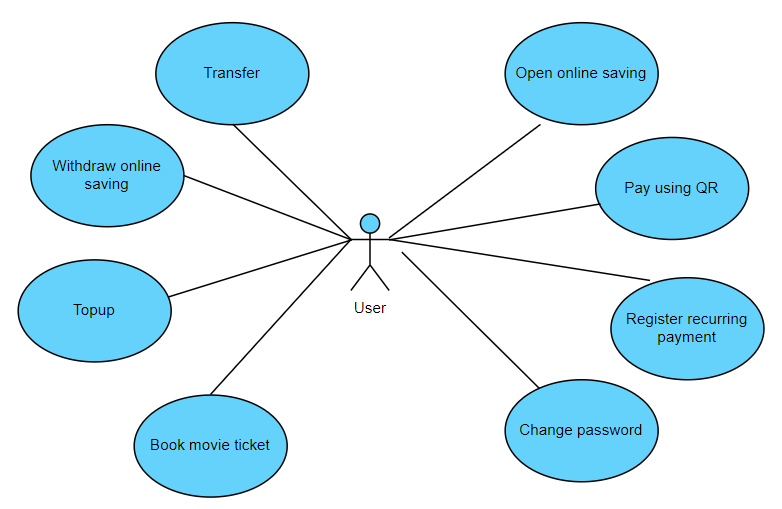 Transfer
Open online saving
Withdraw online
saving
Pay using QR
Topup
User
Register recurring
payment
Book movie ticket
Change password